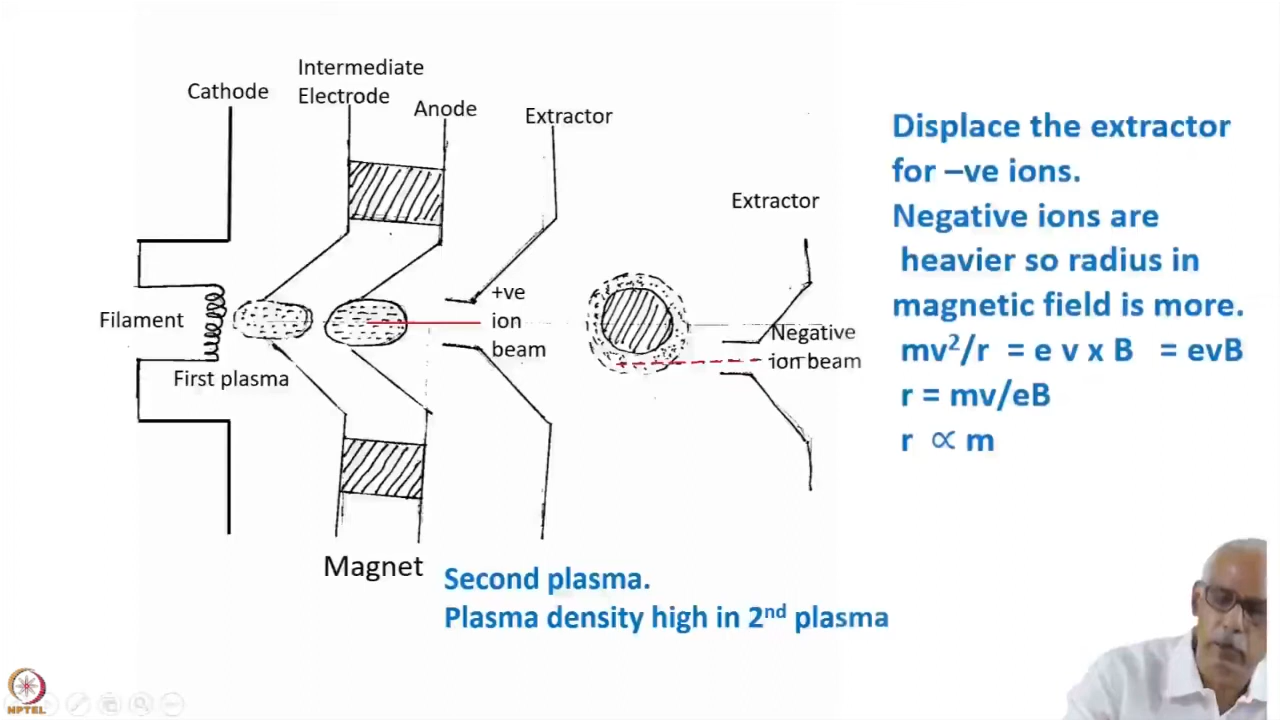 Cathode
Intermediate
Electrode
Anode
Extractor
Extractor
Filament
First plasma
+ve
ion
beam
Negative
ion beam
Magnet
Second plasma.
Plasma density high in 2nd plasma
Displace the extractor
for –ve ions.
Negative ions are
heavier so radius in
magnetic field is more.
mv²/r = e v x B = evB
r = mv/eB
r ∝ m
NPTEL